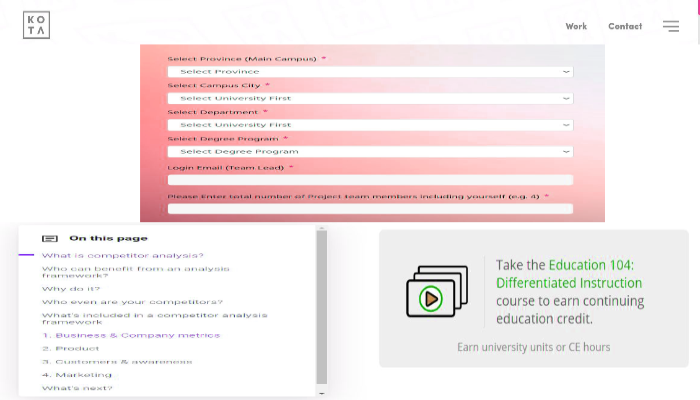 KO
TA
Work
Contact
Select Province (Main Campus) *
Select Province
Select Campus City *
Select University First
Select Department *
Select University First
Select Degree Program *
Select Degree Program
Login Email (Team Lead) *
Please Enter total number of Project Team members including yourself (e.g. 4) *
On this page
What is competitor analysis?
Who can benefit from an analysis
framework?
Why do it?
Who even are your competitors?
What's included in a competitor analysis
framework
1. Business & Company metrics
2. Product
3. Customers & awareness
4. Marketing
What's next?
Take the Education 104:
Differentiated Instruction
course to earn continuing
education credit.
Earn university units or CE hours